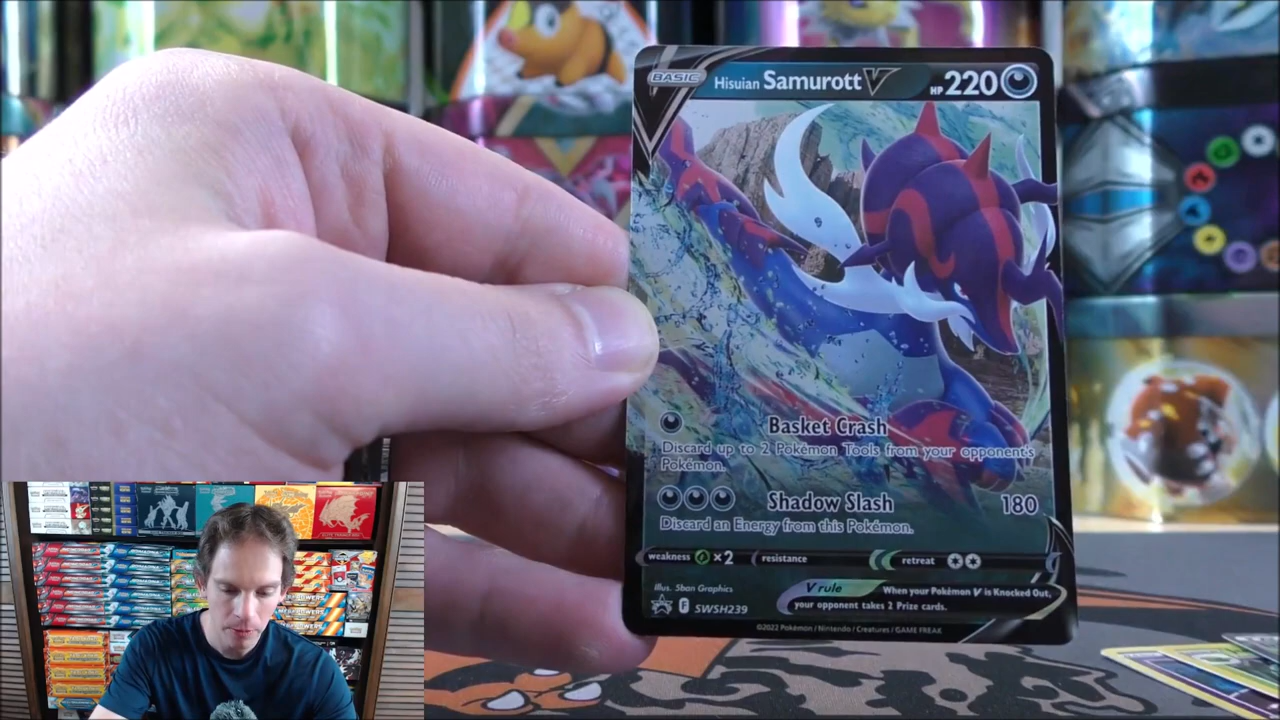 BASIC
Hisuian Samurott V HP 220
Basket Crash
Discard up to 2 Pokémon Tools from your opponent's
Pokémon.
Shadow Slash 180
Discard an Energy from this Pokémon.
weakness ×2 resistance retreat
Illus. 5ban Graphics
V rule When your Pokémon V is Knocked Out,
your opponent takes 2 Prize cards.
F SWSH239
©2022 Pokémon / Nintendo / Creatures / GAME FREAK